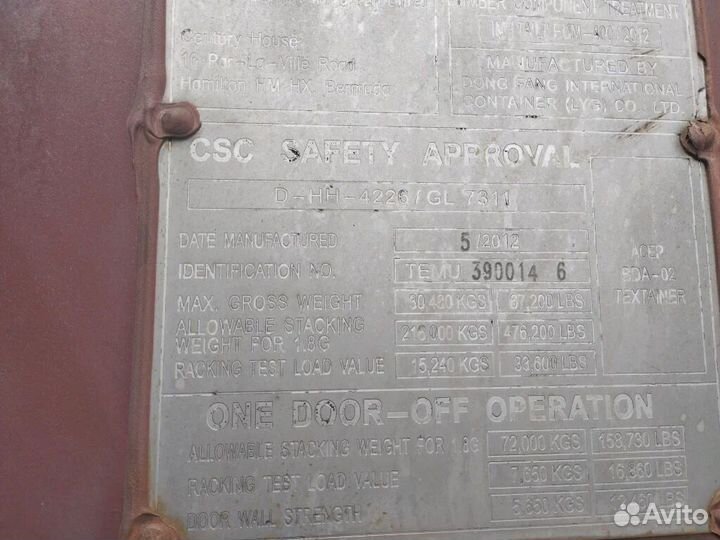 Century House
16 Par-La-Ville Road
Hamilton HM HX, Bermuda
TIMBER COMPONENT TREATMENT
MANUFACTURED BY
DONG FANG INTERNATIONAL
CONTAINER (LYG) CO., LTD.
CSC SAFETY APPROVAL
D-HH-4226/GL 7311
DATE MANUFACTURED 5/2012
IDENTIFICATION NO. TEMU 390014 6
MAX. GROSS WEIGHT 30,480 KGS 67,200 LBS
ALLOWABLE STACKING
WEIGHT FOR 1.8G 216,000 KGS 476,200 LBS
RACKING TEST LOAD VALUE 15,240 KGS 33,600 LBS
ACEP
BDA-02
TEXTAINER
ONE DOOR-OFF OPERATION
ALLOWABLE STACKING WEIGHT FOR 1.8G 72,000 KGS 158,730 LBS
RACKING TEST LOAD VALUE 7,650 KGS 16,860 LBS
DOOR WALL STRENGTH 5,650 KGS LBS
Avito